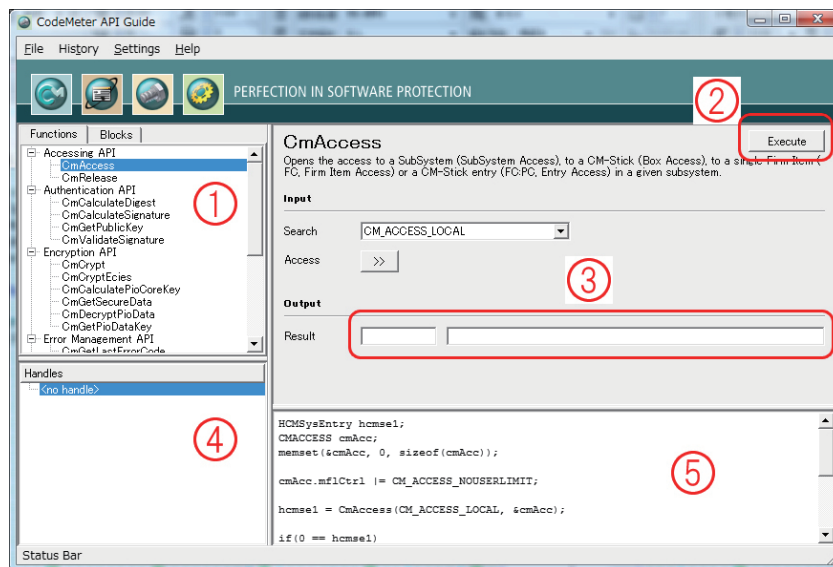 CodeMeter API Guide
File History Settings Help
PERFECTION IN SOFTWARE PROTECTION
②
Functions Blocks
Accessing API
CmAccess
CmRelease
Authentication API
CmCalculateDigest
CmCalculateSignature
CmGetPublicKey
CmValidateSignature
Encryption API
CmCrypt
CmCryptEcies
CmCalculatePioCoreKey
CmGetSecureData
CmDecryptPioData
CmGetPioDataKey
Error Management API
CmGetLastErrorCode
①
CmAccess
Execute
Opens the access to a SubSystem (SubSystem Access), to a CM-Stick (Box Access), to a single Firm Item (
FC, Firm Item Access) or a CM-Stick entry (FC:PC, Entry Access) in a given subsystem.
Input
Search CM_ACCESS_LOCAL
Access >>
③
Output
Result
Handles
<no handle>
④
HCMSysEntry hcmse1;
CMACCESS cmAcc;
memset(&cmAcc, 0, sizeof(cmAcc));
cmAcc.mflCtrl |= CM_ACCESS_NOUSERLIMIT;
hcmse1 = CmAccess(CM_ACCESS_LOCAL, &cmAcc);
if(0 == hcmse1)
⑤
Status Bar